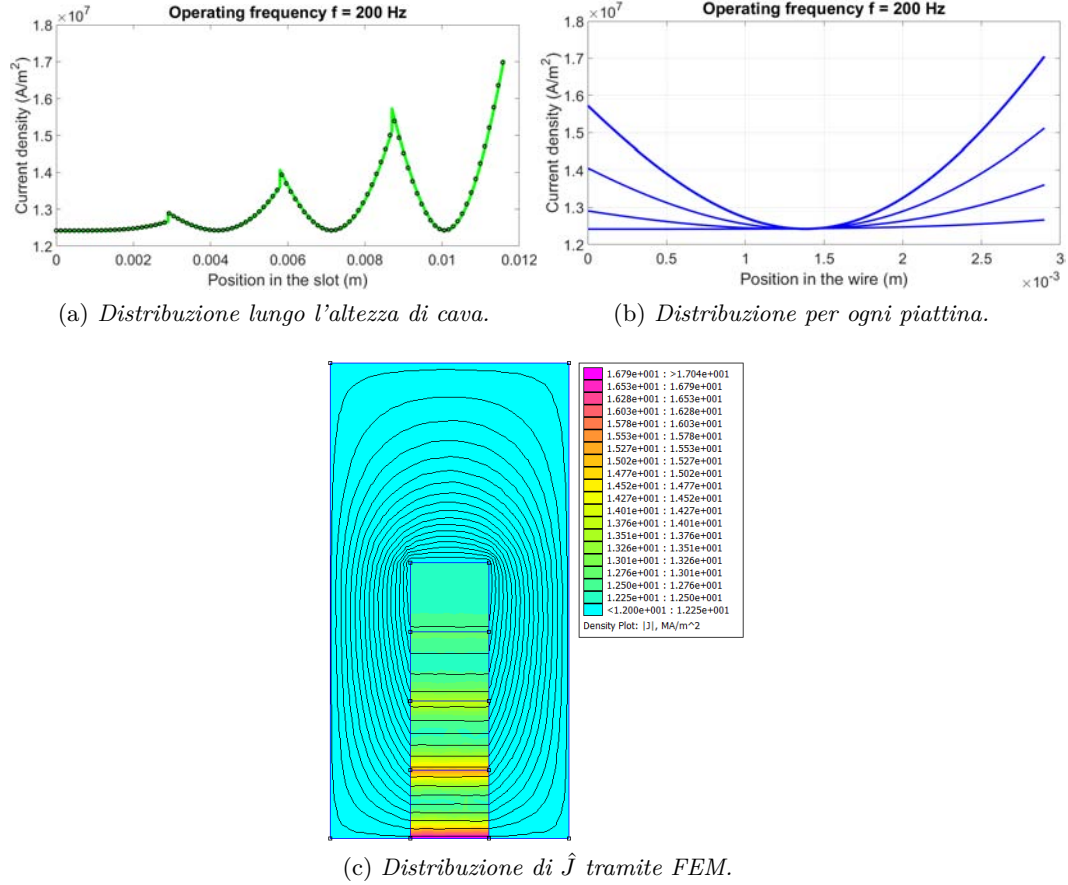 Operating frequency f = 200 Hz
×10^7
1.8
1.7
1.6
1.5
1.4
1.3
1.2
Current density (A/m^2)
0
0.002
0.004
0.006
0.008
0.01
0.012
Position in the slot (m)
(a) Distribuzione lungo l'altezza di cava.
Operating frequency f = 200 Hz
×10^7
1.8
1.7
1.6
1.5
1.4
1.3
1.2
Current density (A/m^2)
0
0.5
1
1.5
2
2.5
3
Position in the wire (m)
×10^-3
(b) Distribuzione per ogni piattina.
1.679e+001 : >1.704e+001
1.653e+001 : 1.679e+001
1.628e+001 : 1.653e+001
1.603e+001 : 1.628e+001
1.578e+001 : 1.603e+001
1.553e+001 : 1.578e+001
1.527e+001 : 1.553e+001
1.502e+001 : 1.527e+001
1.477e+001 : 1.502e+001
1.452e+001 : 1.477e+001
1.427e+001 : 1.452e+001
1.401e+001 : 1.427e+001
1.376e+001 : 1.401e+001
1.351e+001 : 1.376e+001
1.326e+001 : 1.351e+001
1.301e+001 : 1.326e+001
1.276e+001 : 1.301e+001
1.250e+001 : 1.276e+001
1.225e+001 : 1.250e+001
<1.200e+001 : 1.225e+001
Density Plot: |J|, MA/m^2
(c) Distribuzione di Ĵ tramite FEM.